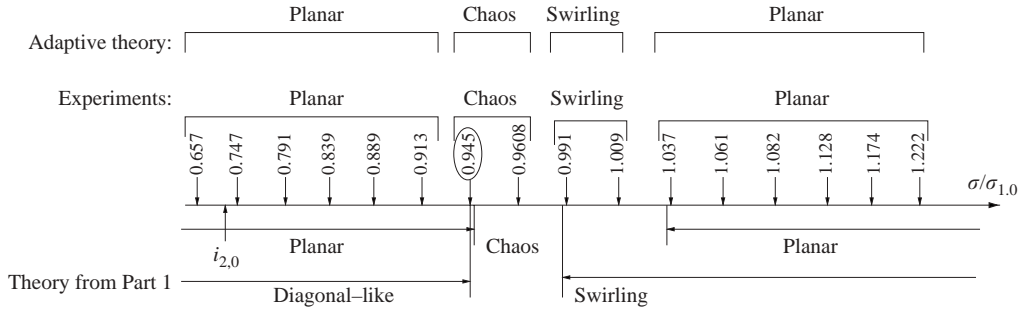 Planar Chaos Swirling Planar
Adaptive theory:
Experiments: Planar Chaos Swirling Planar
0.657 0.747 0.791 0.839 0.889 0.913 0.945 0.9608 0.991 1.009 1.037 1.061 1.082 1.128 1.174 1.222
σ/σ1.0
i2,0 Planar Chaos Planar
Theory from Part 1
Diagonal–like Swirling